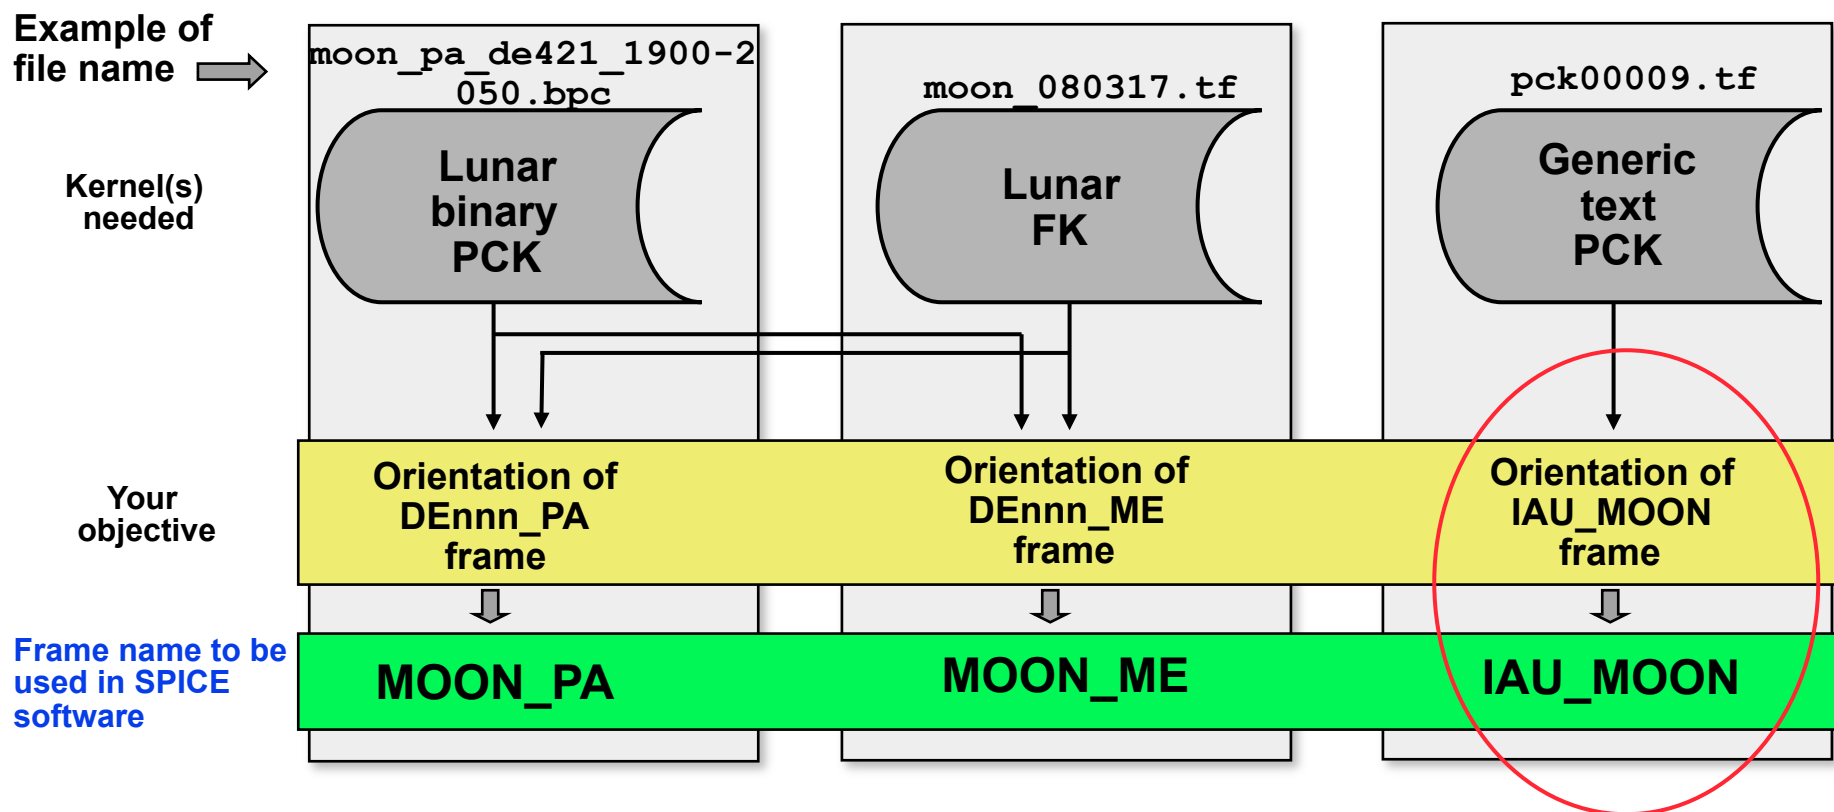 Example of
file name
moon_pa_de421_1900-2
050.bpc
moon_080317.tf
pck00009.tf
Kernel(s)
needed
Lunar
binary
PCK
Lunar
FK
Generic
text
PCK
Your
objective
Orientation of
DEnnn_PA
frame
Orientation of
DEnnn_ME
frame
Orientation of
IAU_MOON
frame
Frame name to be
used in SPICE
software
MOON_PA
MOON_ME
IAU_MOON